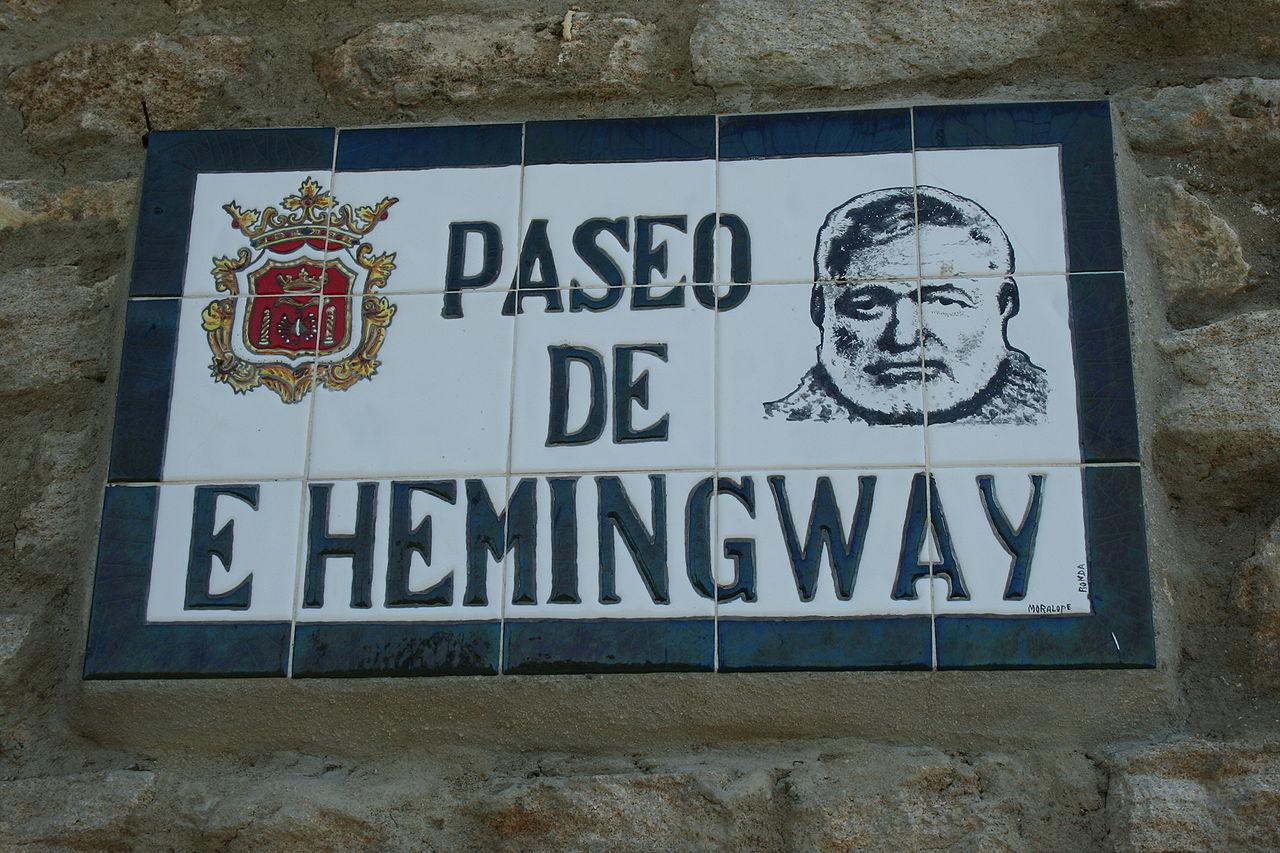 PASEO
DE
E HEMINGWAY
RONDA
MORALOPE